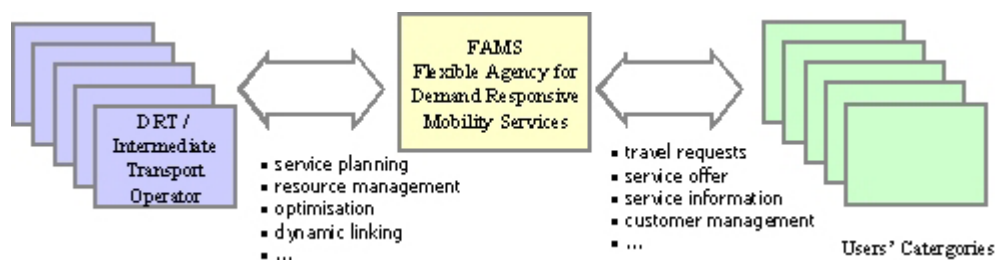 DRT /
Intermediate
Transport
Operator
▪ service planning
▪ resource management
▪ optimisation
▪ dynamic linking
▪ ...
FAMS
Flexible Agency for
Demand Responsive
Mobility Services
▪ travel requests
▪ service offer
▪ service information
▪ customer management
▪ ...
Users' Catergories